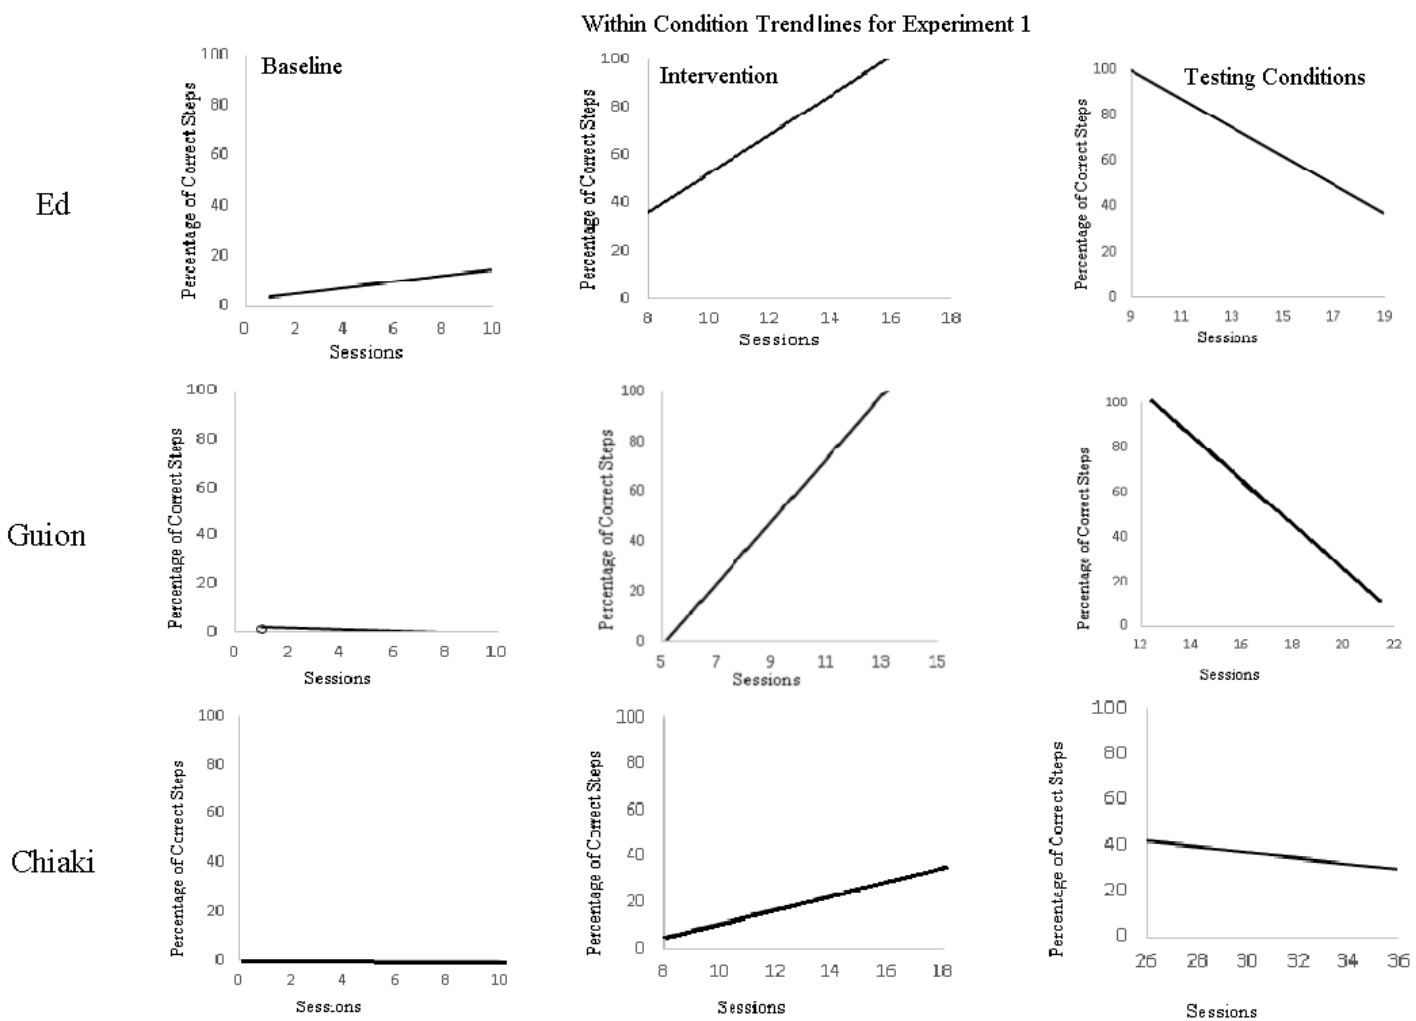 Within Condition Trendlines for Experiment 1
Ed
Baseline
Percentage of Correct Steps
100
80
60
40
20
0
0 2 4 6 8 10
Sessions
Intervention
Percentage of Correct Steps
100
80
60
40
20
0
8 10 12 14 16 18
Sessions
Testing Conditions
Percentage of Correct Steps
100
80
60
40
20
0
9 11 13 15 17 19
Sessions
Guion
Percentage of Correct Steps
100
80
60
40
20
0
0 2 4 6 8 10
Sessions
Percentage of Correct Steps
100
80
60
40
20
0
5 7 9 11 13 15
Sessions
Percentage of Correct Steps
100
80
60
40
20
0
12 14 16 18 20 22
Sessions
Chiaki
Percentage of Correct Steps
100
80
60
40
20
0
0 2 4 6 8 10
Sessions
Percentage of Correct Steps
100
80
60
40
20
0
8 10 12 14 16 18
Sessions
Percentage of Correct Steps
100
80
60
40
20
0
26 28 30 32 34 36
Sessions